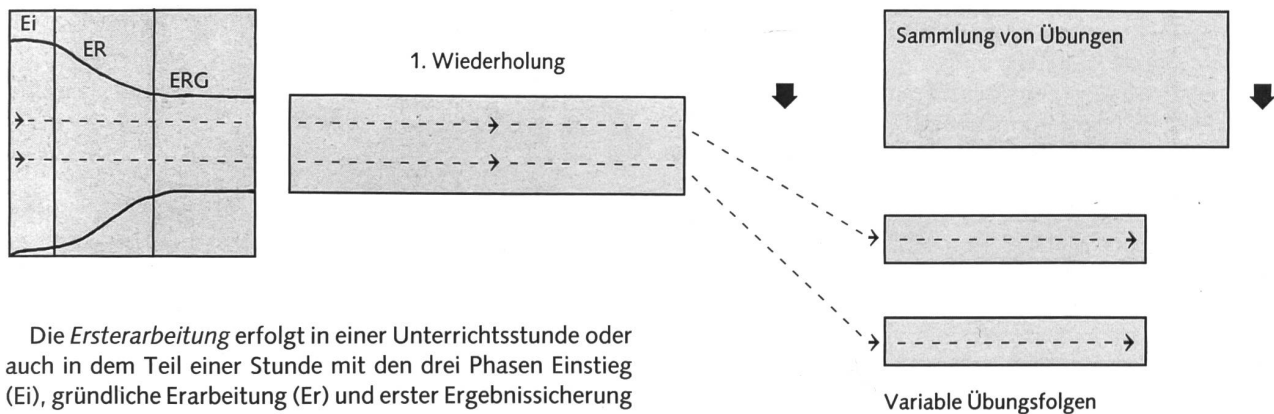 Ei
ER
ERG
1. Wiederholung
Sammlung von Übungen
Die Ersterarbeitung erfolgt in einer Unterrichtsstunde oder
auch in dem Teil einer Stunde mit den drei Phasen Einstieg
(Ei), gründliche Erarbeitung (Er) und erster Ergebnissicherung
Variable Übungsfolgen